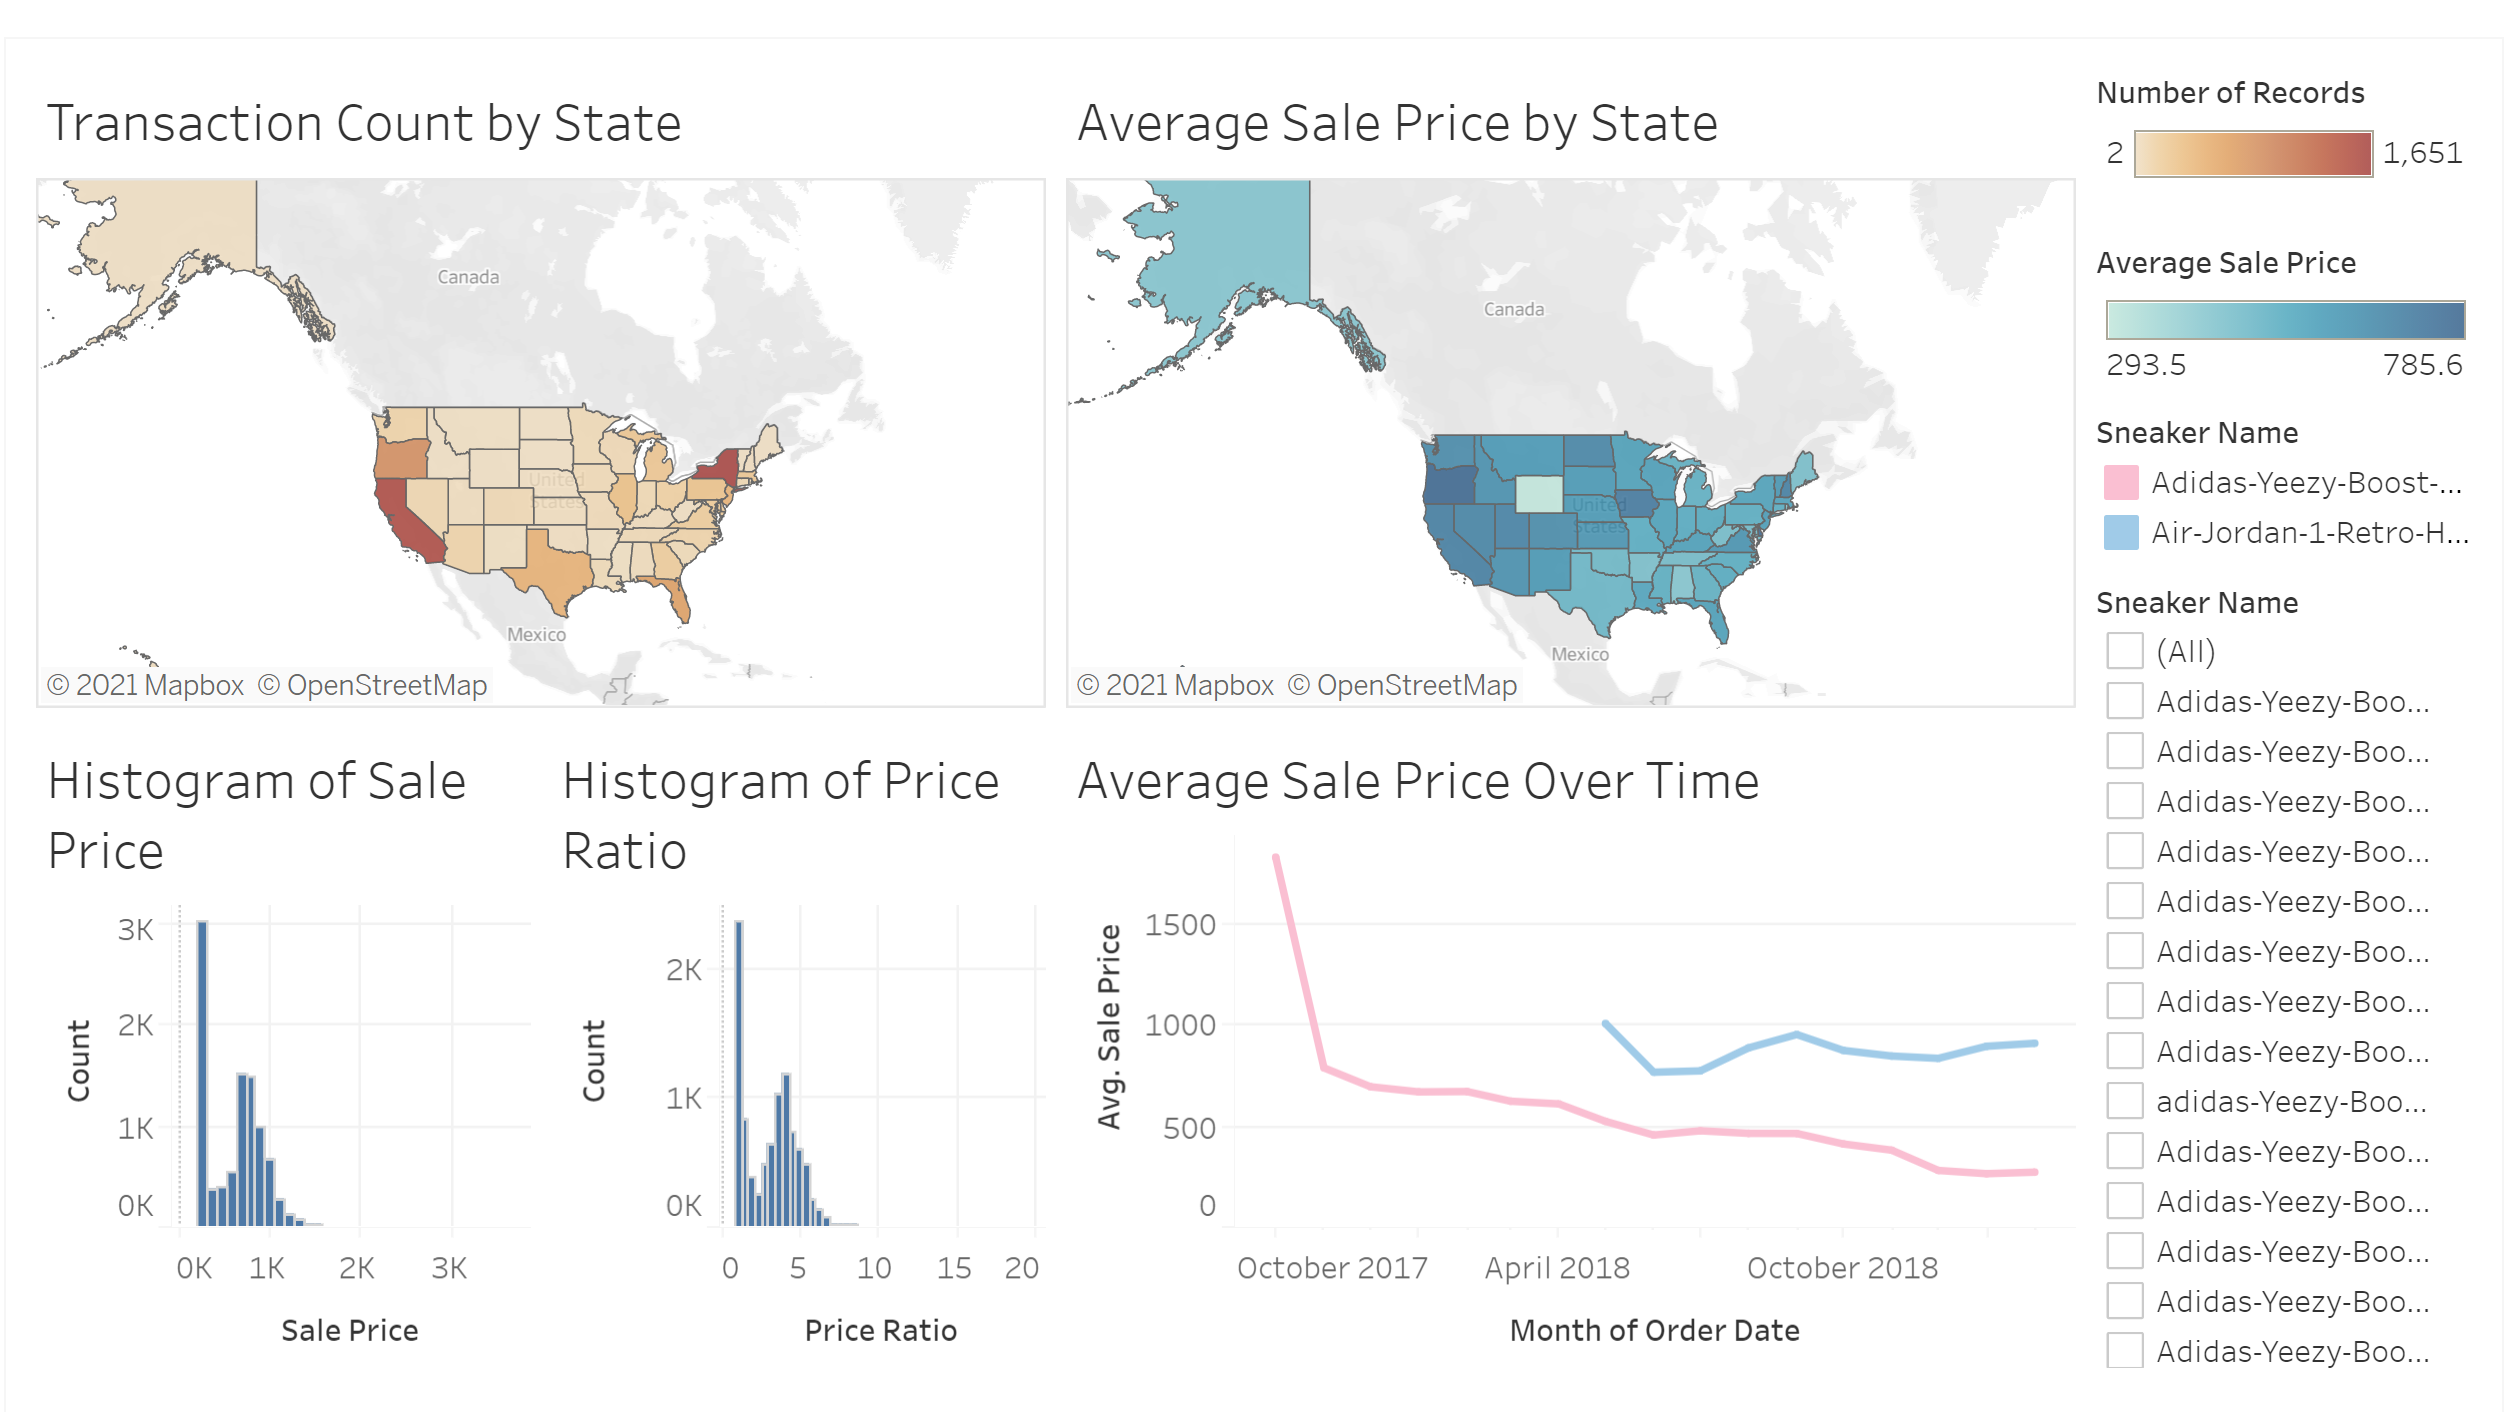 Transaction Count by State
Canada
United
States
Mexico
© 2021 Mapbox © OpenStreetMap
Average Sale Price by State
Canada
United
States
Mexico
© 2021 Mapbox © OpenStreetMap
Histogram of Sale
Price
3K
2K
1K
0K
Count
0K 1K 2K 3K
Sale Price
Histogram of Price
Ratio
2K
1K
0K
Count
0 5 10 15 20
Price Ratio
Average Sale Price Over Time
1500
1000
500
0
Avg. Sale Price
October 2017 April 2018 October 2018
Month of Order Date
Number of Records
2 1,651
Average Sale Price
293.5 785.6
Sneaker Name
Adidas-Yeezy-Boost-...
Air-Jordan-1-Retro-H...
Sneaker Name
(All)
Adidas-Yeezy-Boo...
Adidas-Yeezy-Boo...
Adidas-Yeezy-Boo...
Adidas-Yeezy-Boo...
Adidas-Yeezy-Boo...
Adidas-Yeezy-Boo...
Adidas-Yeezy-Boo...
Adidas-Yeezy-Boo...
adidas-Yeezy-Boo...
Adidas-Yeezy-Boo...
Adidas-Yeezy-Boo...
Adidas-Yeezy-Boo...
Adidas-Yeezy-Boo...
Adidas-Yeezy-Boo...